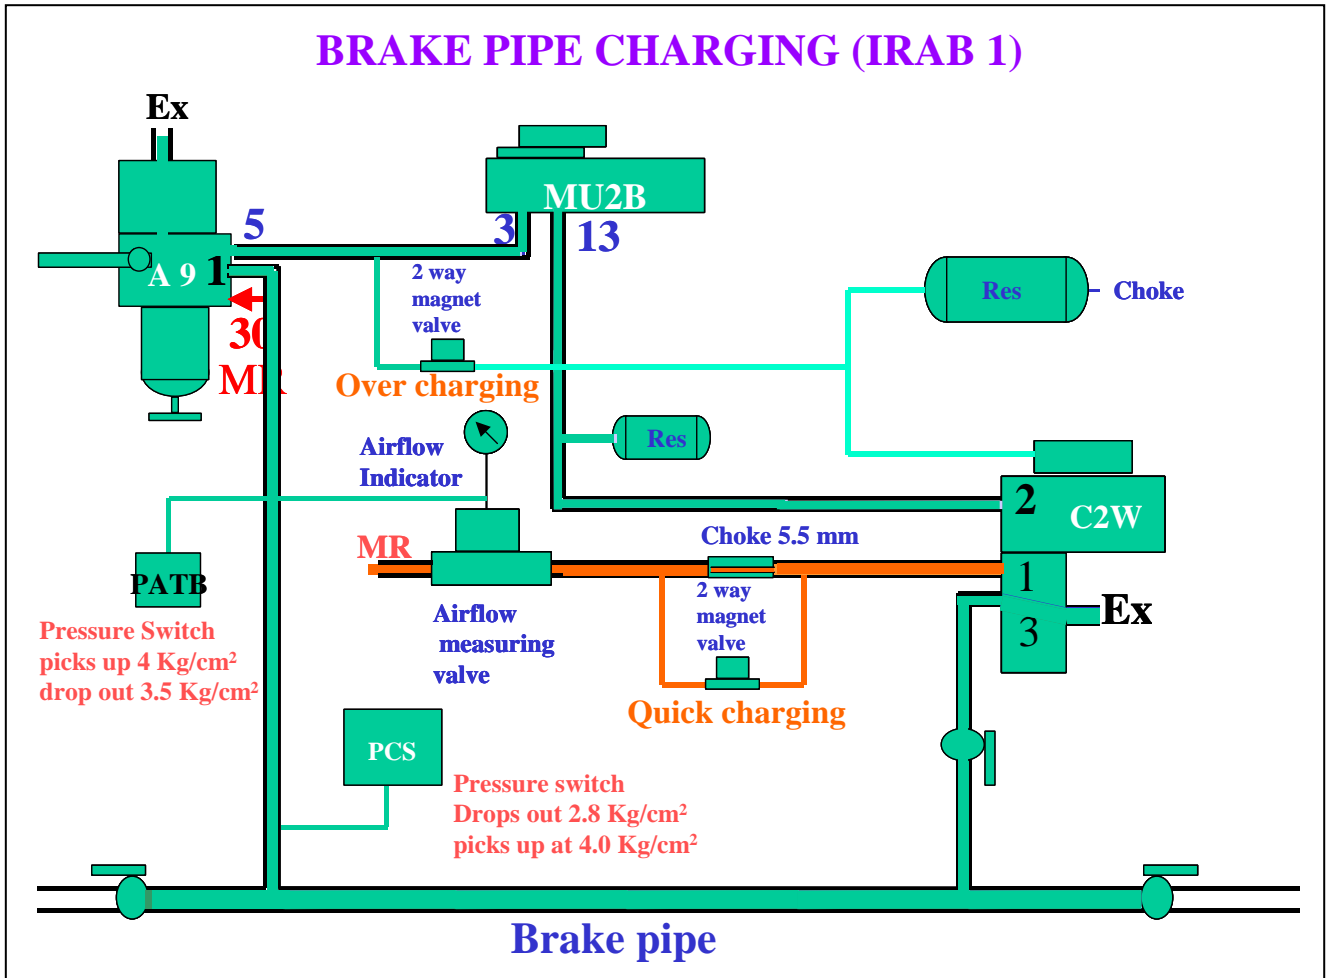 BRAKE PIPE CHARGING (IRAB 1)
Ex
MU2B
5
3
13
A 9
1
30
MR
2 way
magnet
valve
Over charging
Res
Choke
Airflow
Indicator
Res
2
C2W
Choke 5.5 mm
MR
1
3
Ex
PATB
2 way
magnet
valve
Airflow
measuring
valve
Quick charging
Pressure Switch
picks up 4 Kg/cm²
drop out 3.5 Kg/cm²
PCS
Pressure switch
Drops out 2.8 Kg/cm²
picks up at 4.0 Kg/cm²
Brake pipe